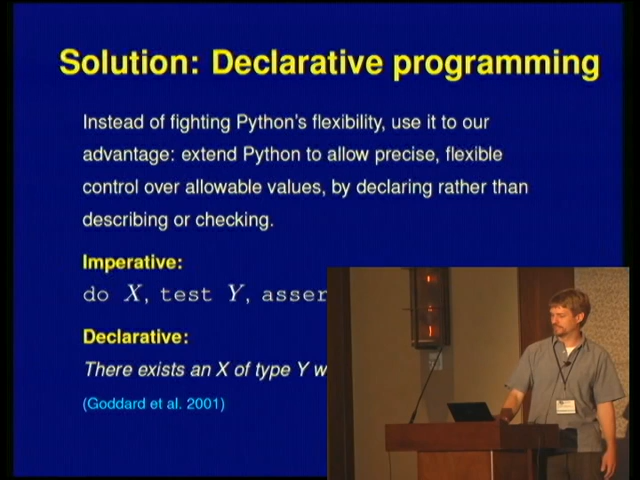 Solution: Declarative programming
Instead of fighting Python's flexibility, use it to our
advantage: extend Python to allow precise, flexible
control over allowable values, by declaring rather than
describing or checking.
Imperative:
do X, test Y, asser
Declarative:
There exists an X of type Y w
(Goddard et al. 2001)